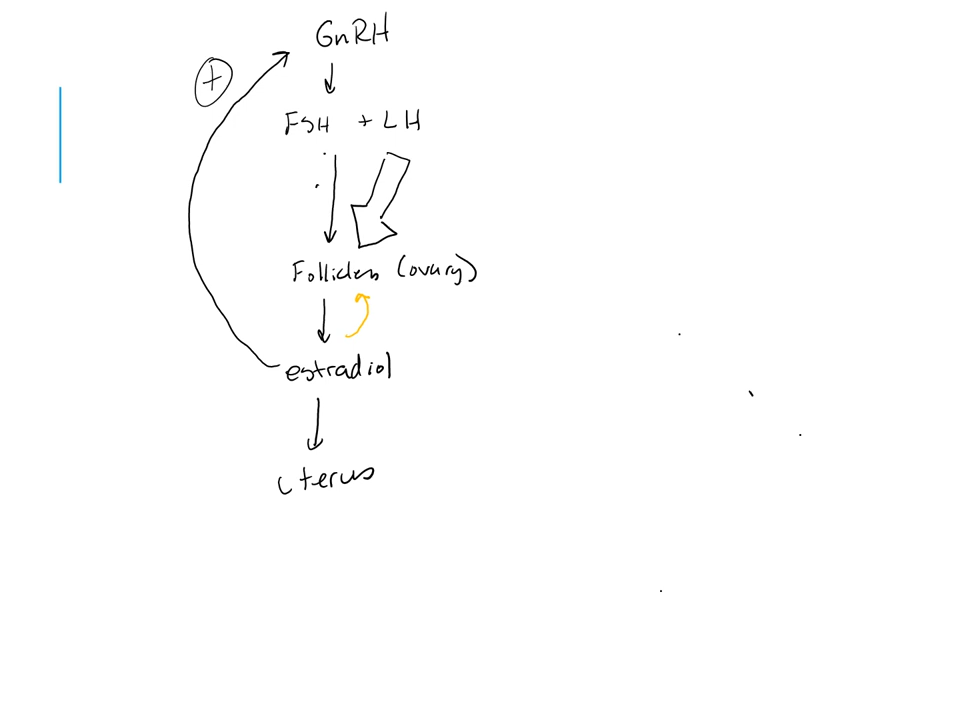 GnRH
+
FSH + LH
Follicles (ovary)
estradiol
uterus